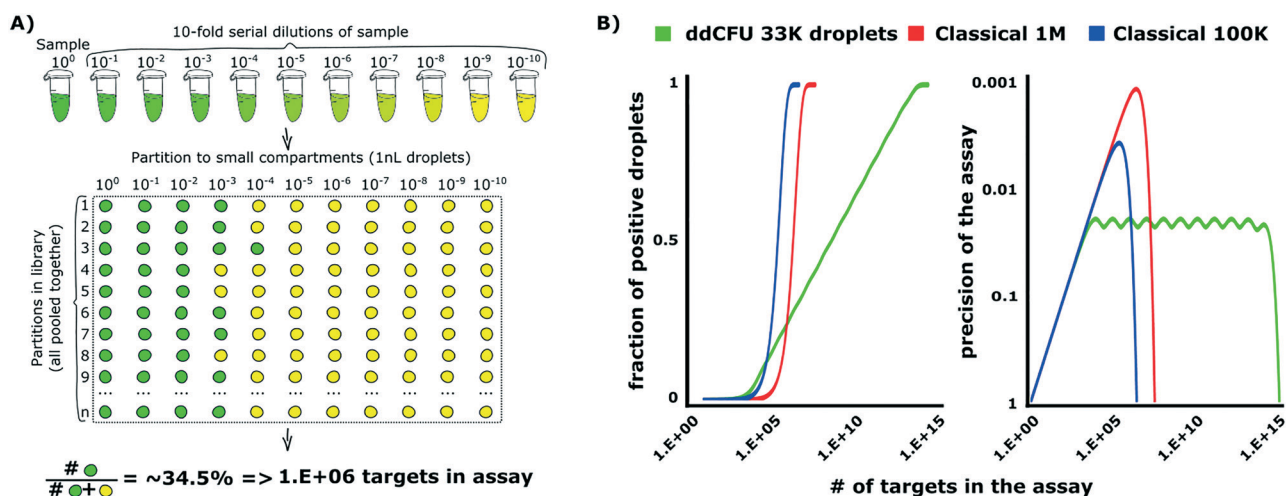 A)
10-fold serial dilutions of sample
Sample
10⁰ 10⁻¹ 10⁻² 10⁻³ 10⁻⁴ 10⁻⁵ 10⁻⁶ 10⁻⁷ 10⁻⁸ 10⁻⁹ 10⁻¹⁰
Partition to small compartments (1nL droplets)
10⁰ 10⁻¹ 10⁻² 10⁻³ 10⁻⁴ 10⁻⁵ 10⁻⁶ 10⁻⁷ 10⁻⁸ 10⁻⁹ 10⁻¹⁰
Partitions in library
(all pooled together)
1
2
3
4
5
6
7
8
9
... ... ... ... ... ... ... ... ... ... ... ...
n
#
# + = ~34.5% => 1.E+06 targets in assay
B)
ddCFU 33K droplets Classical 1M Classical 100K
fraction of positive droplets
1
0.5
0
1.E+00 1.E+05 1.E+10 1.E+15
precision of the assay
0.001
0.01
0.1
1
1.E+00 1.E+05 1.E+10 1.E+15
# of targets in the assay